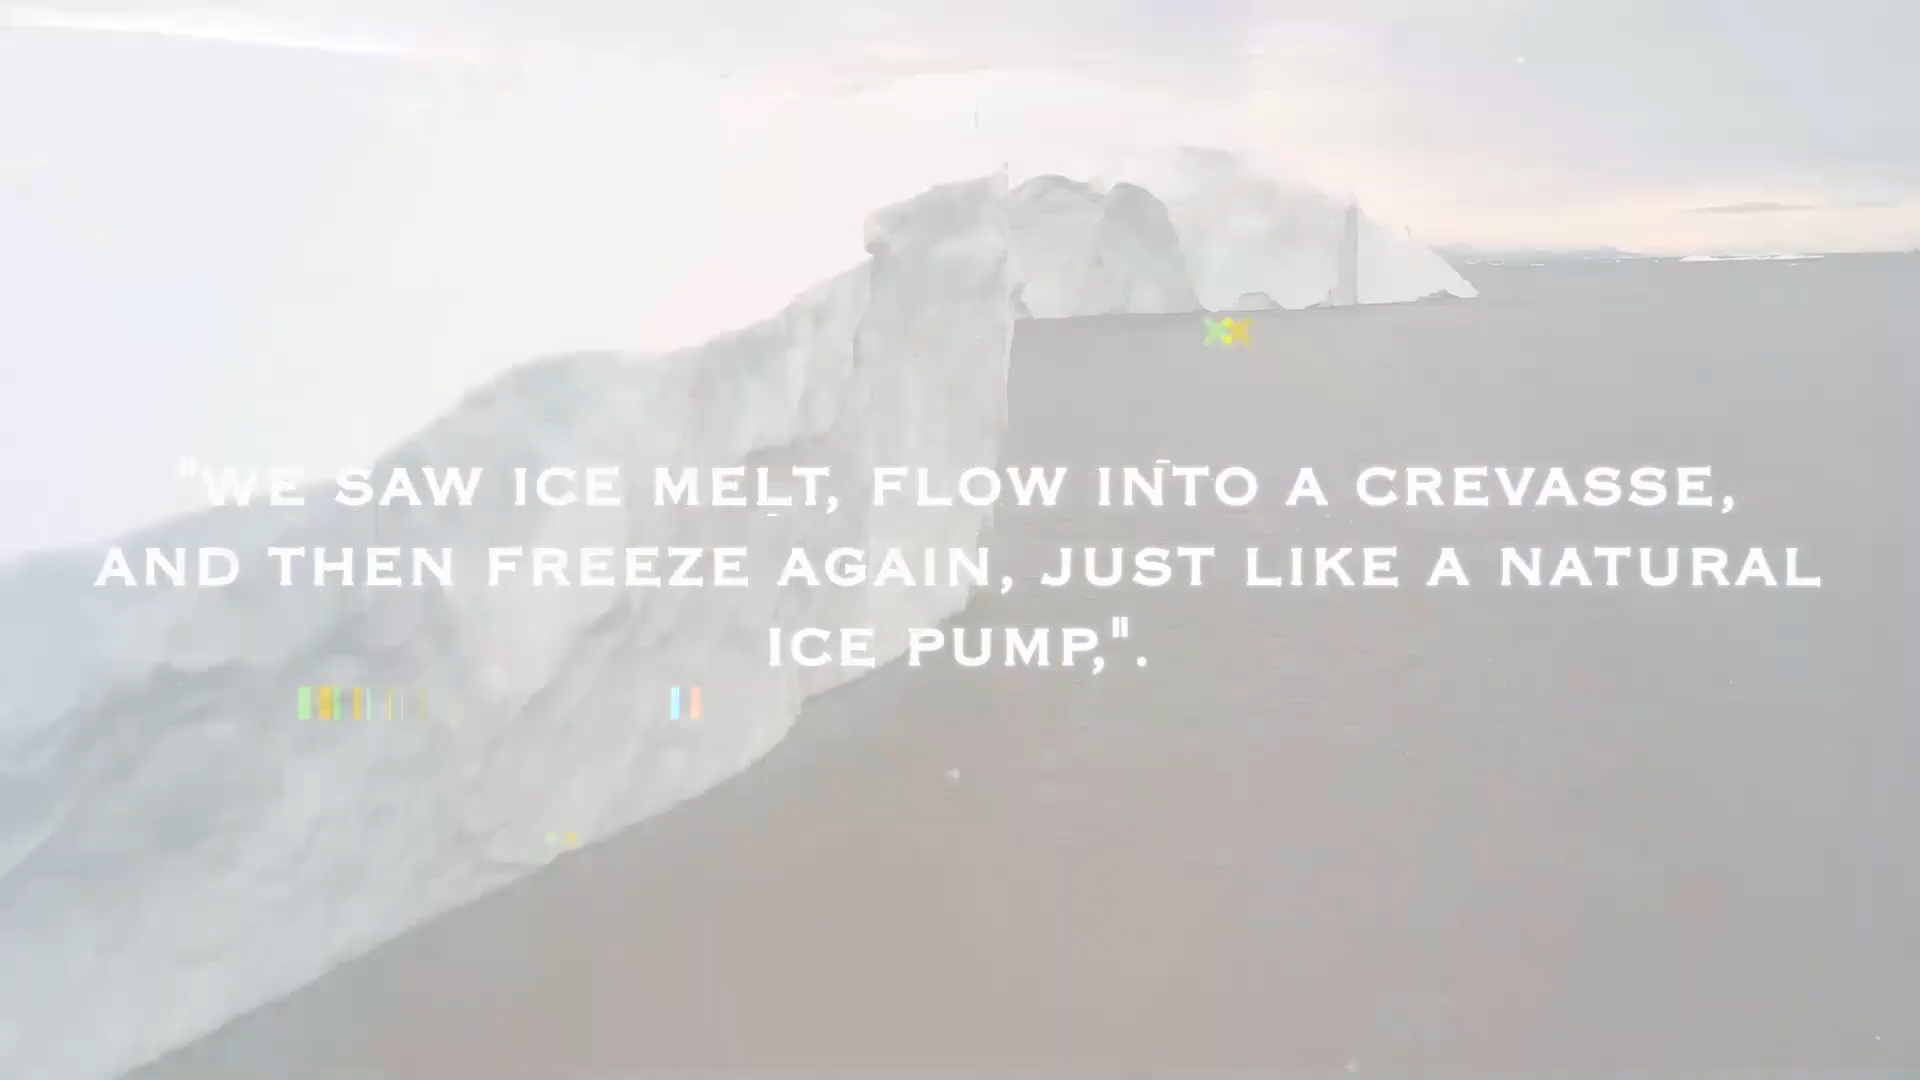 "WE SAW ICE MELT, FLOW INTO A CREVASSE,
AND THEN FREEZE AGAIN, JUST LIKE A NATURAL
ICE PUMP,".